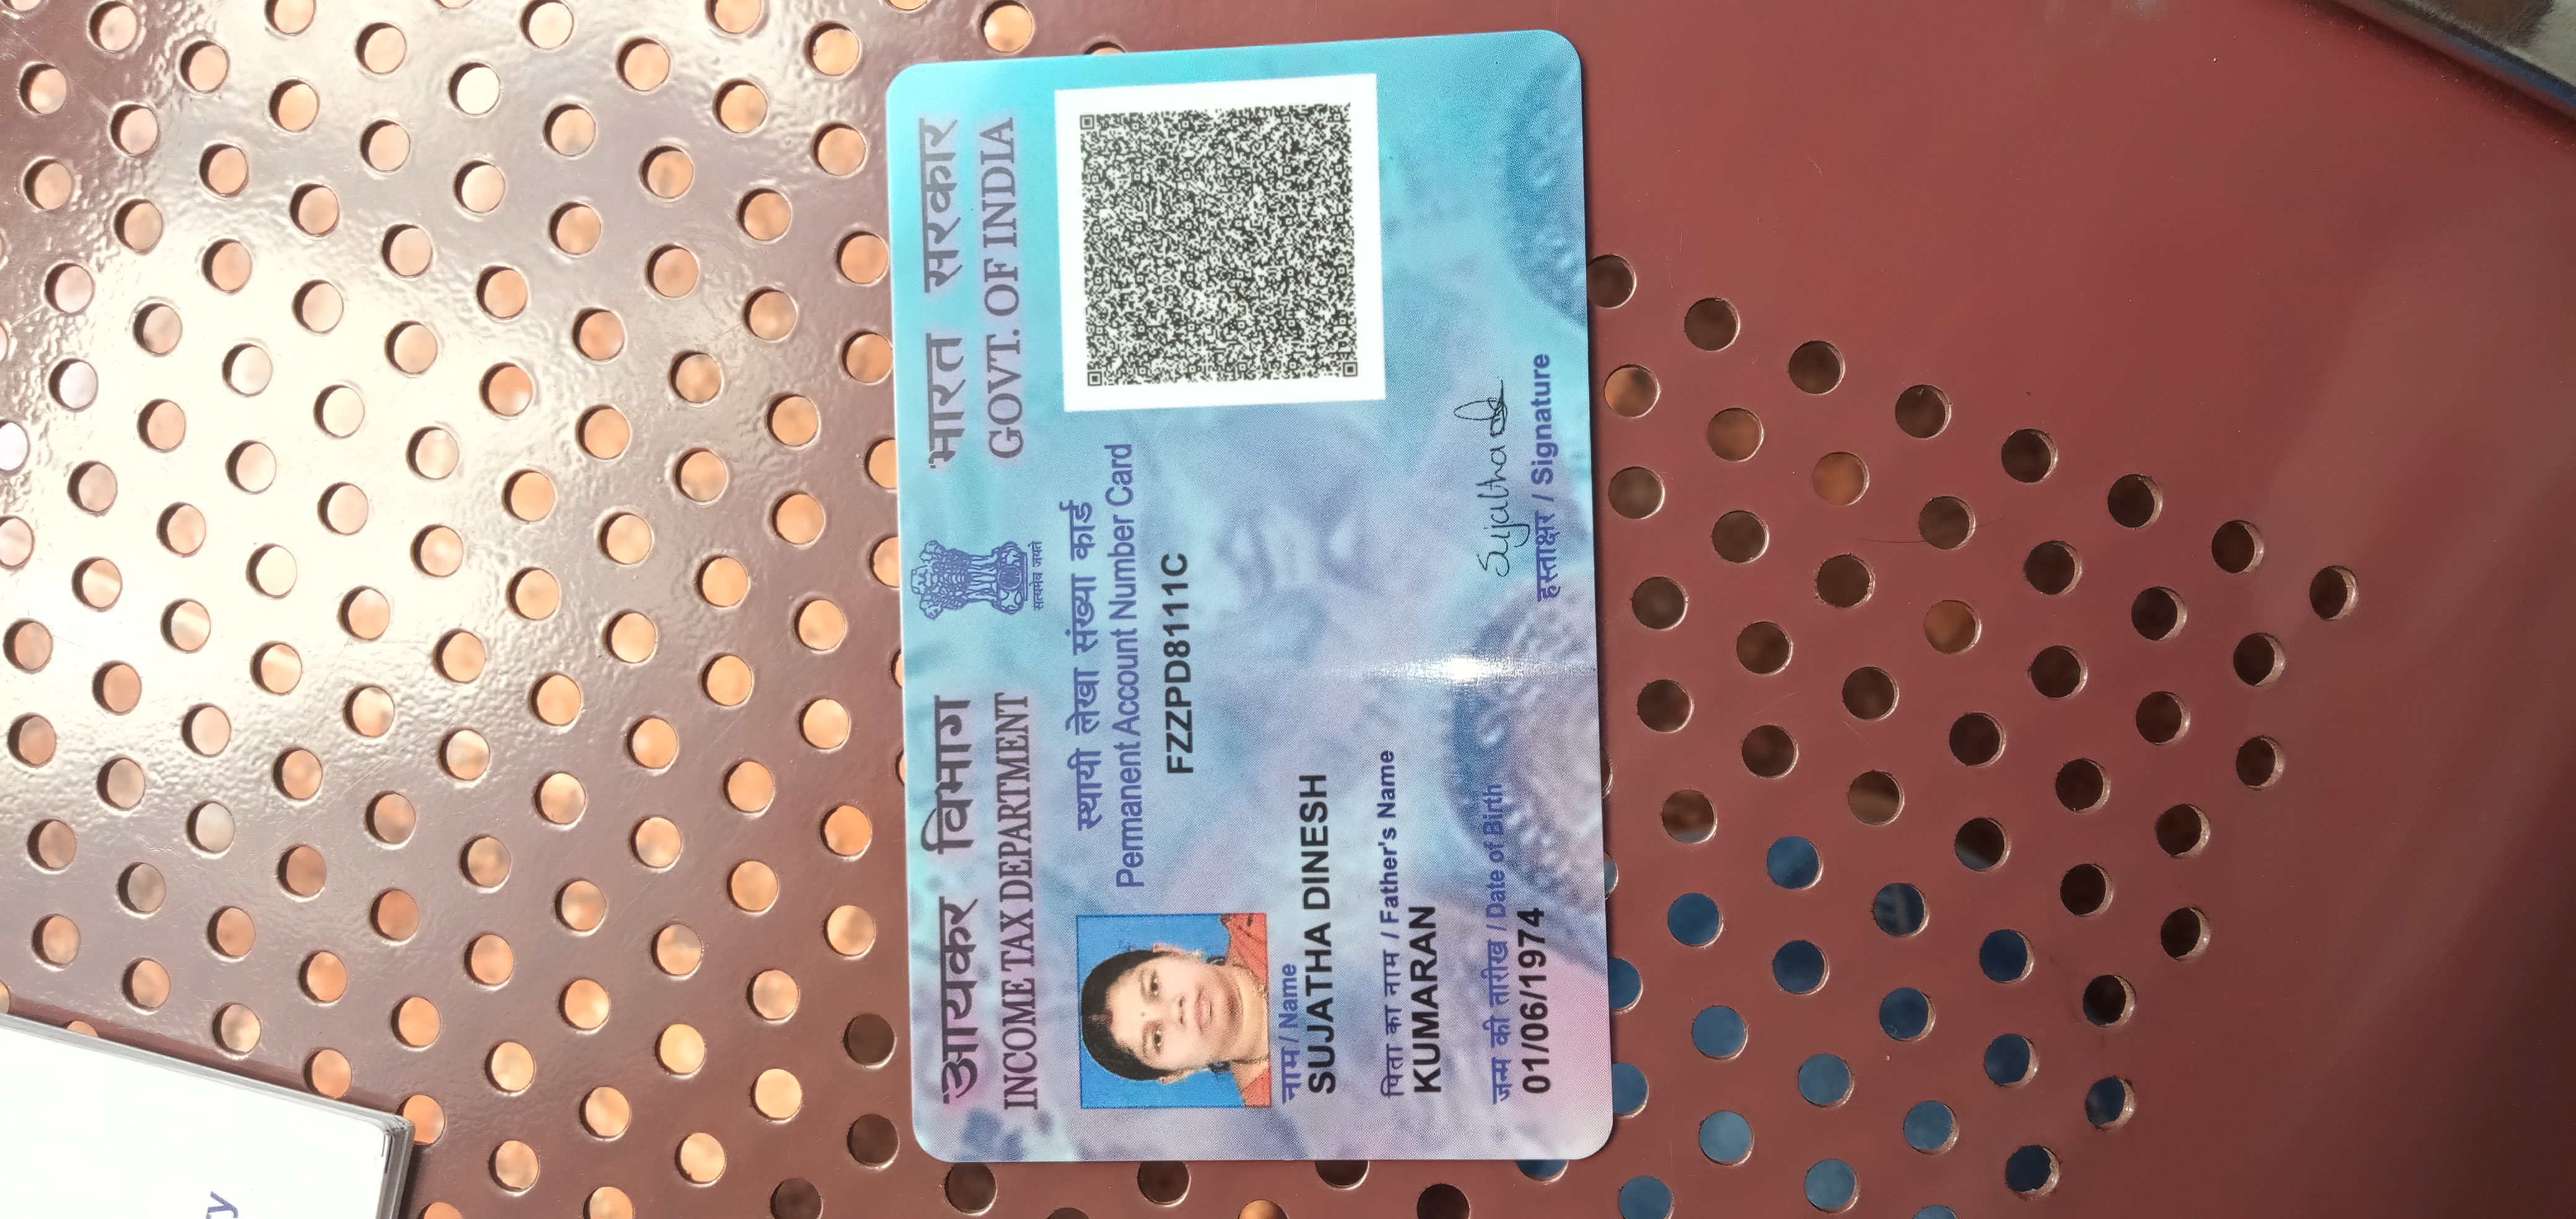 आयकर विभाग
INCOME TAX DEPARTMENT
सत्यमेव जयते
भारत सरकार
GOVT. OF INDIA
स्थायी लेखा संख्या कार्ड
Permanent Account Number Card
FZZPD8111C
नाम / Name
SUJATHA DINESH
पिता का नाम / Father's Name
KUMARAN
जन्म की तारीख / Date of Birth
01/06/1974
Sujatha
हस्ताक्षर / Signature